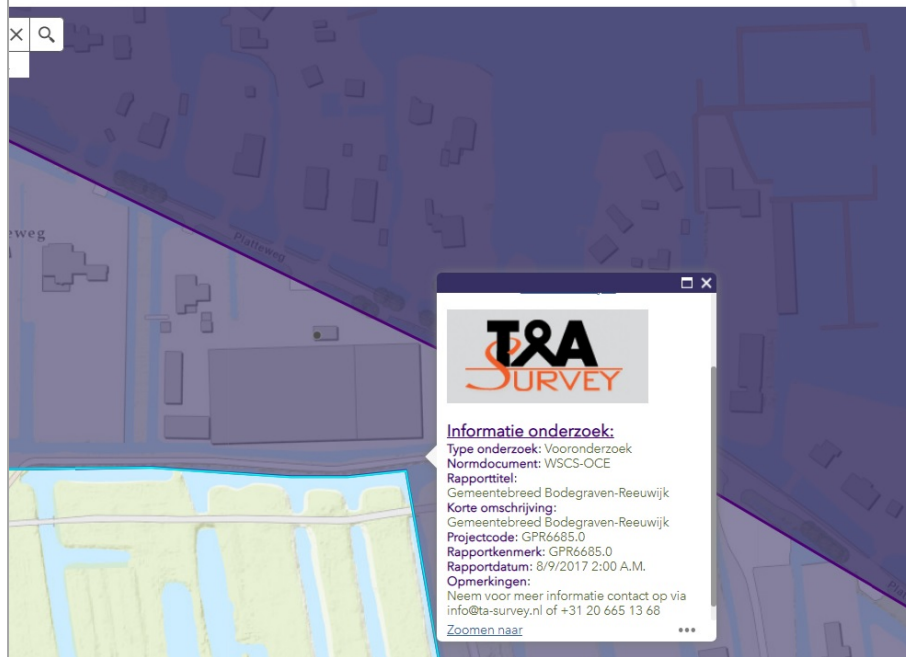 eweg
Platteweg
T&A
SURVEY
Informatie onderzoek:
Type onderzoek: Vooronderzoek
Normdocument: WSCS-OCE
Rapporttitel:
Gemeentebreed Bodegraven-Reeuwijk
Korte omschrijving:
Gemeentebreed Bodegraven-Reeuwijk
Projectcode: GPR6685.0
Rapportkenmerk: GPR6685.0
Rapportdatum: 8/9/2017 2:00 A.M.
Opmerkingen:
Neem voor meer informatie contact op via
info@ta-survey.nl of +31 20 665 13 68
Zoomen naar